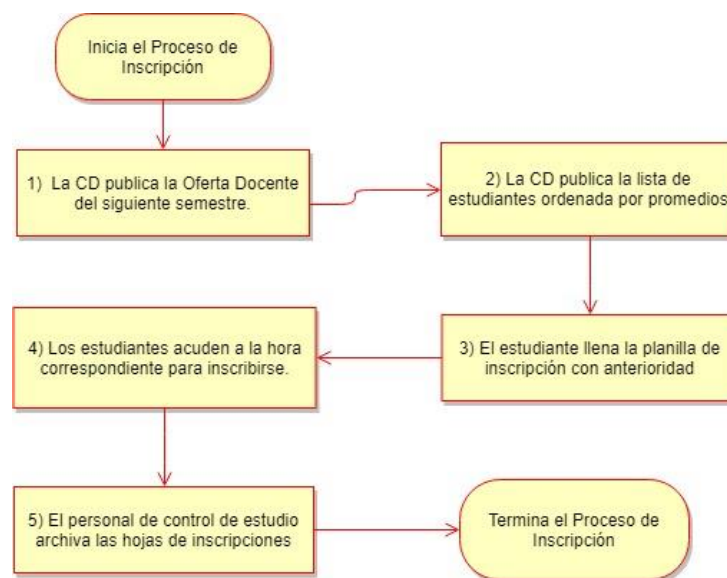 Inicia el Proceso de
Inscripción
1) La CD publica la Oferta Docente
del siguiente semestre.
2) La CD publica la lista de
estudiantes ordenada por promedios
3) El estudiante llena la planilla de
inscripción con anterioridad
4) Los estudiantes acuden a la hora
correspondiente para inscribirse.
5) El personal de control de estudio
archiva las hojas de inscripciones
Termina el Proceso de
Inscripción